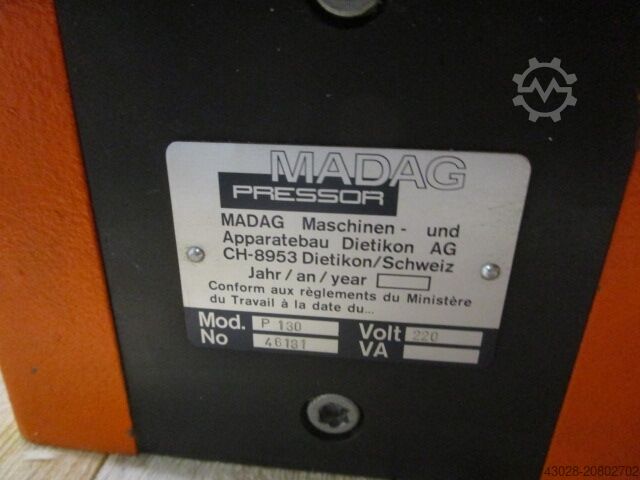 MADAG
PRESSOR
MADAG Maschinen - und
Apparatebau Dietikon AG
CH-8953 Dietikon/Schweiz
Jahr / an / year
Conform aux règlements du Ministère
du Travail à la date du...
Mod. P 130 Volt 220
No 46131 VA
43028-20802702